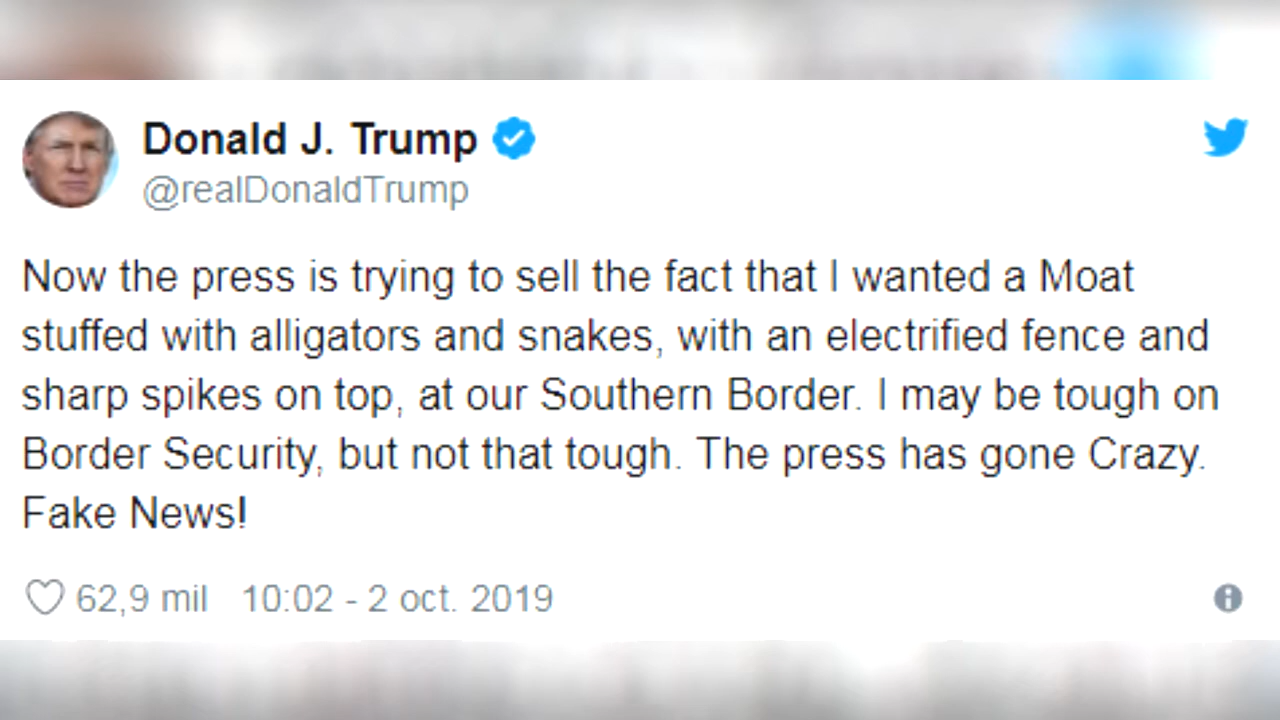 Donald J. Trump
@realDonaldTrump
Now the press is trying to sell the fact that I wanted a Moat
stuffed with alligators and snakes, with an electrified fence and
sharp spikes on top, at our Southern Border. I may be tough on
Border Security, but not that tough. The press has gone Crazy.
Fake News!
62,9 mil 10:02 - 2 oct. 2019